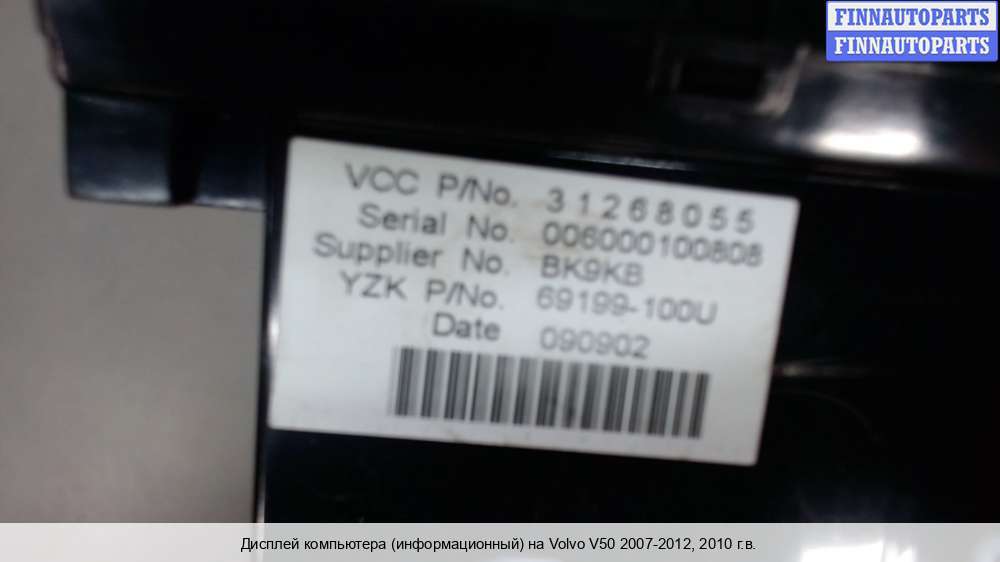 FINNAUTOPARTS
FINNAUTOPARTS
VCC P/No. 31268055
Serial No. 006000100808
Supplier No. BK9KB
YZK P/No. 69199-100U
Date 090902
Дисплей компьютера (информационный) на Volvo V50 2007-2012, 2010 г.в.